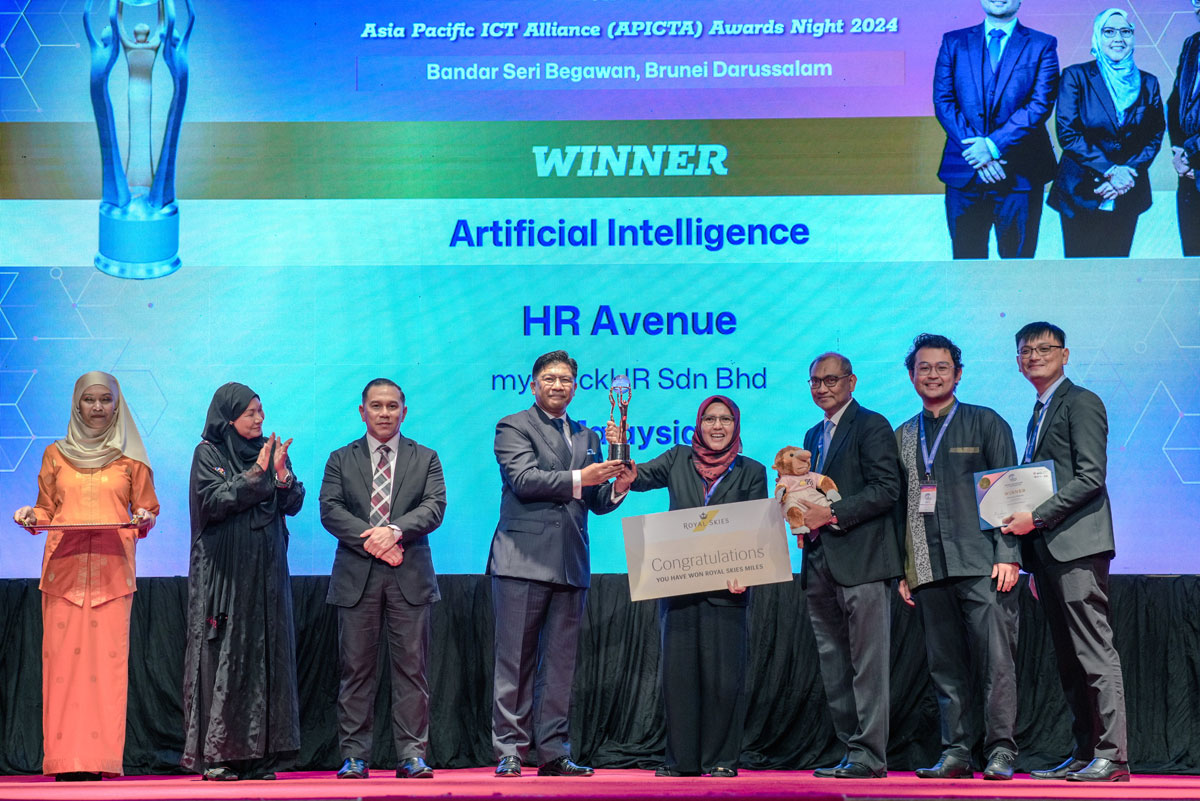 Asia Pacific ICT Alliance (APICTA) Awards Night 2024
Bandar Seri Begawan, Brunei Darussalam
WINNER
Artificial Intelligence
HR Avenue
HR Sdn Bhd
ROYAL SKIES
Congratulations
YOU HAVE WON ROYAL SKIES MILES
WINNER